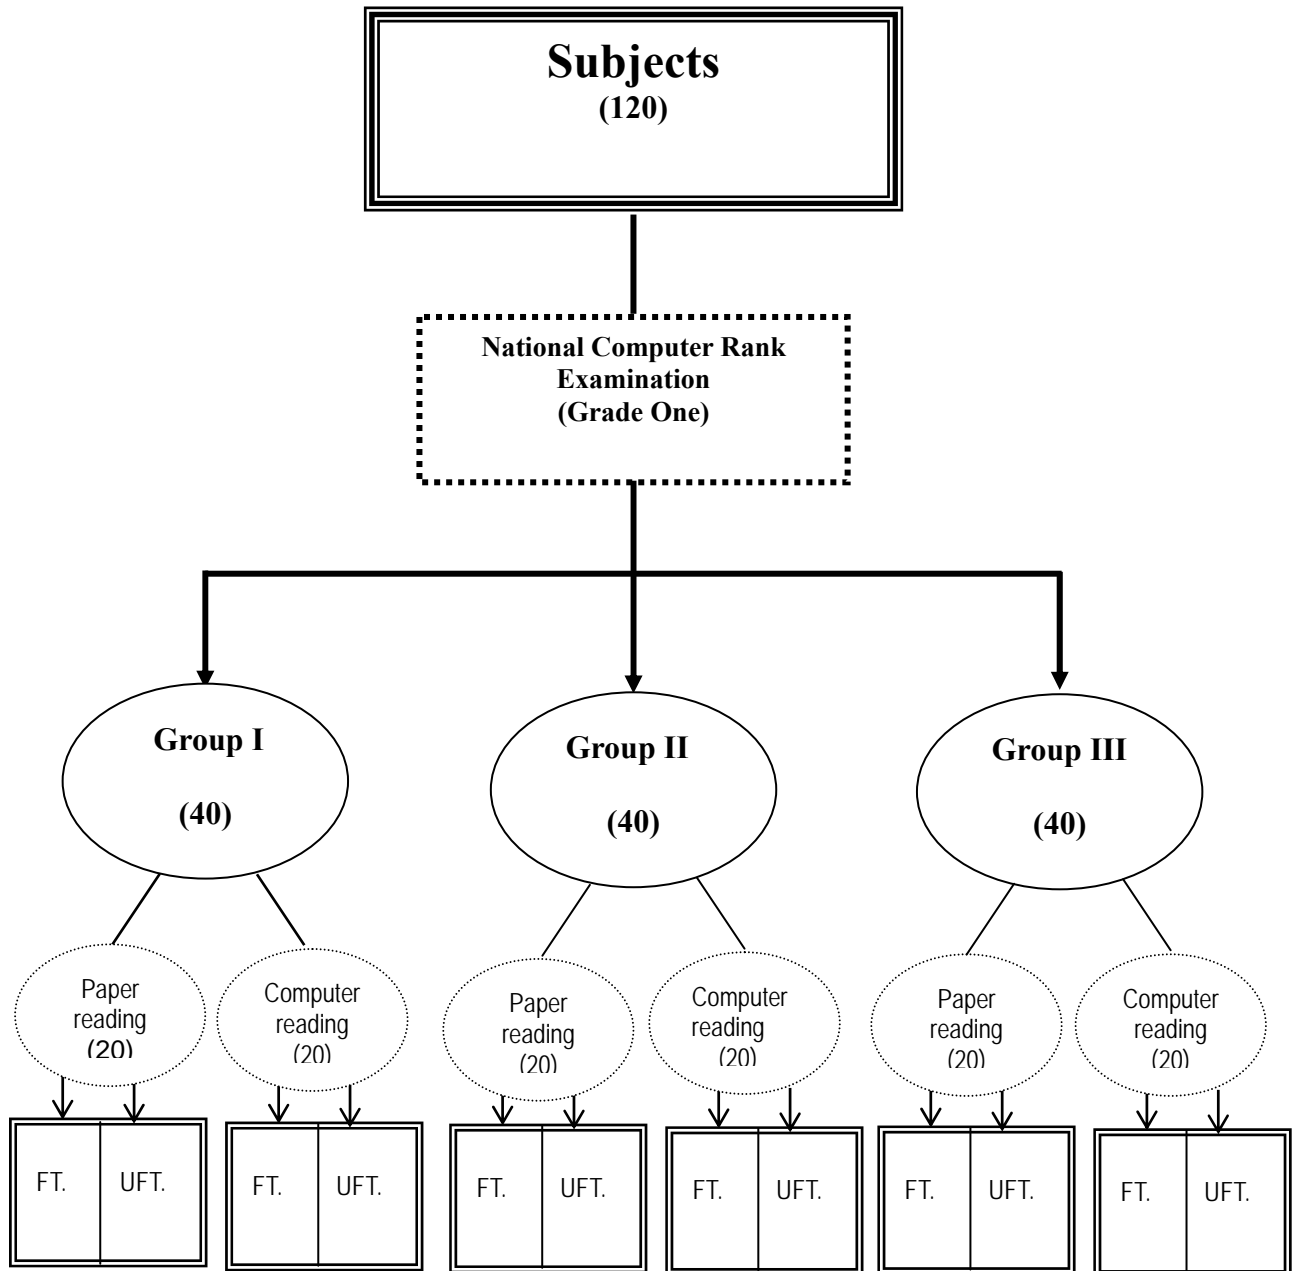 Subjects
(120)
National Computer Rank
Examination
(Grade One)
Group I
(40)
Group II
(40)
Group III
(40)
Paper
reading
(20)
Computer
reading
(20)
Paper
reading
(20)
Computer
reading
(20)
Paper
reading
(20)
Computer
reading
(20)
FT. UFT.
FT. UFT.
FT. UFT.
FT. UFT.
FT. UFT.
FT. UFT.